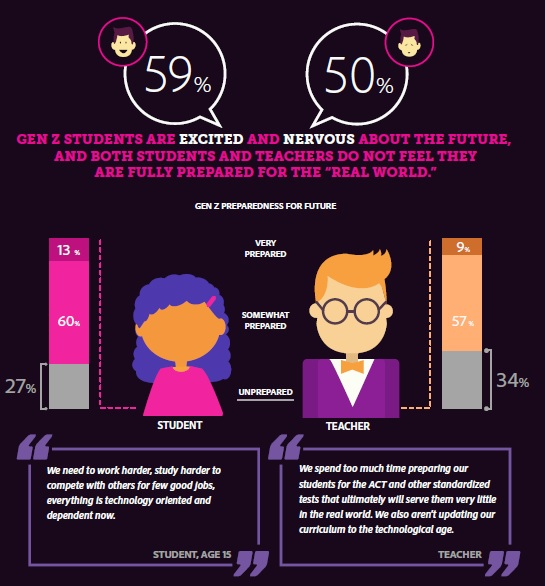 59%
50%
GEN Z STUDENTS ARE EXCITED AND NERVOUS ABOUT THE FUTURE,
AND BOTH STUDENTS AND TEACHERS DO NOT FEEL THEY
ARE FULLY PREPARED FOR THE “REAL WORLD.”
GEN Z PREPAREDNESS FOR FUTURE
13%
60%
27%
VERY
PREPARED
SOMEWHAT
PREPARED
UNPREPARED
9%
57%
34%
STUDENT
TEACHER
“
We need to work harder, study harder to
compete with others for few good jobs,
everything is technology oriented and
dependent now.
STUDENT, AGE 15
”
“
We spend too much time preparing our
students for the ACT and other standardized
tests that ultimately will serve them very little
in the real world. We also aren't updating our
curriculum to the technological age.
TEACHER
”